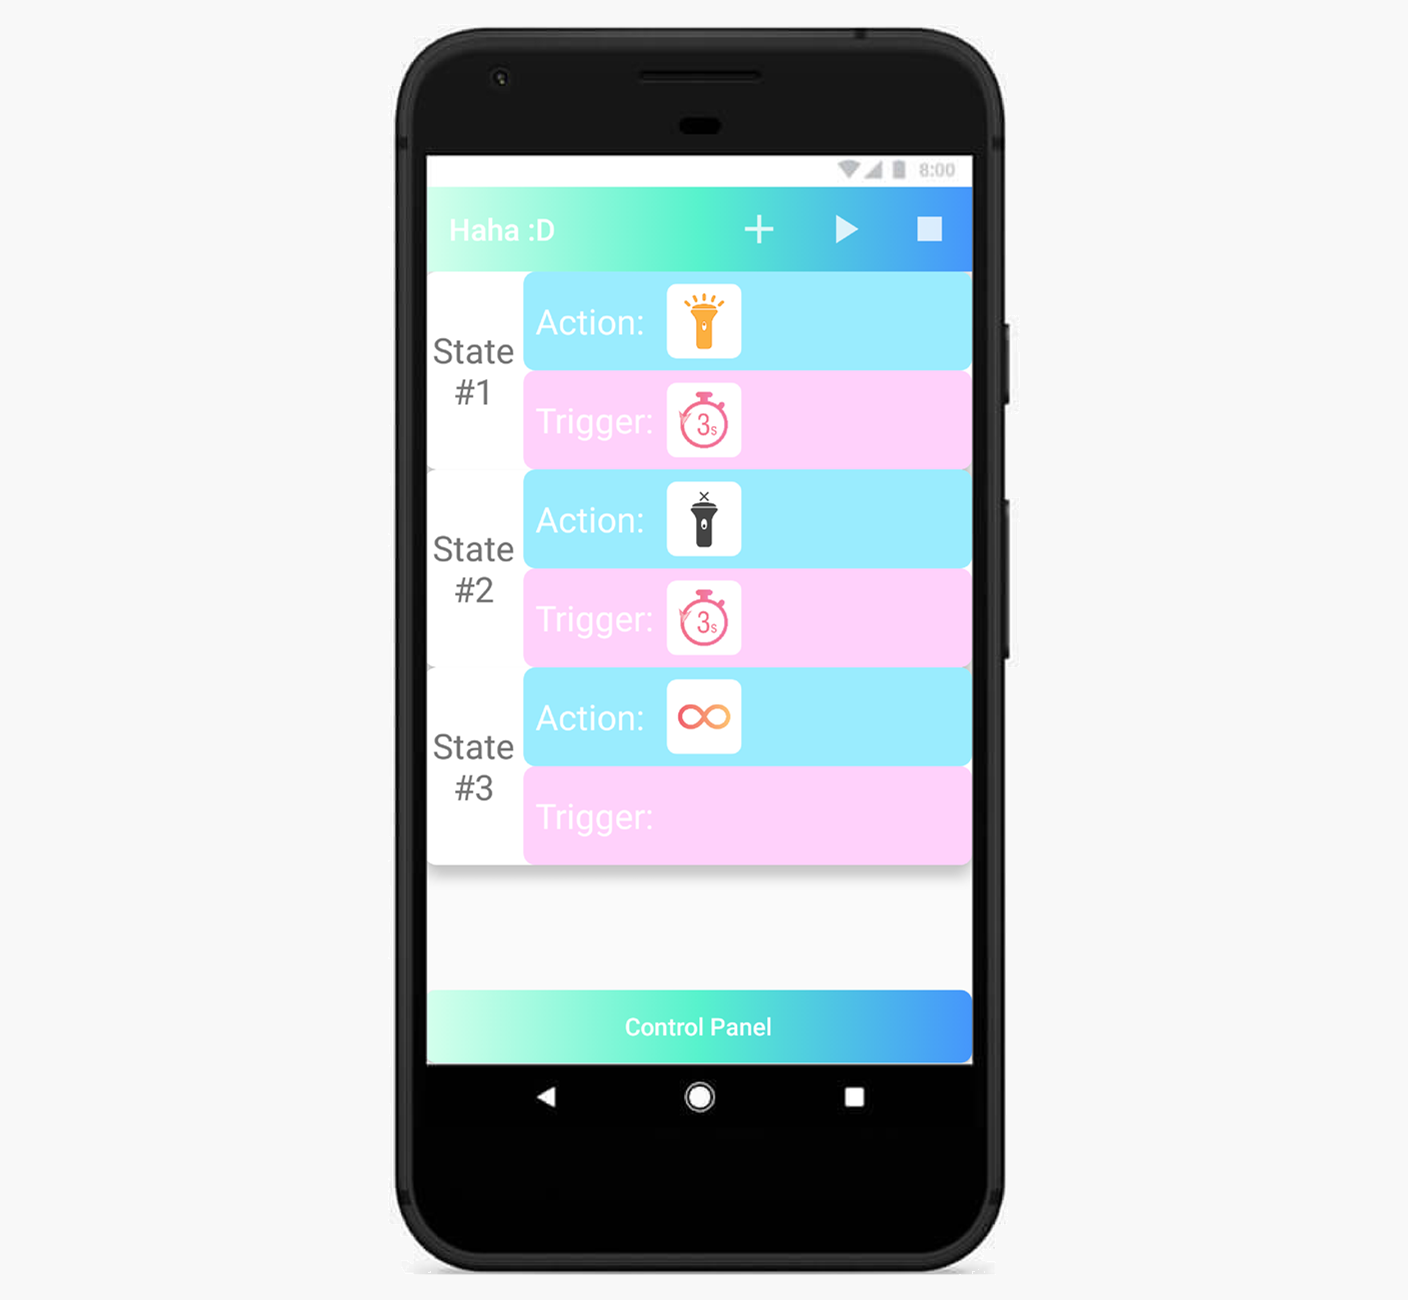 8:00
Haha :D
State
#1
Action:
Trigger:
3s
State
#2
Action:
Trigger:
3s
State
#3
Action:
Trigger:
Control Panel